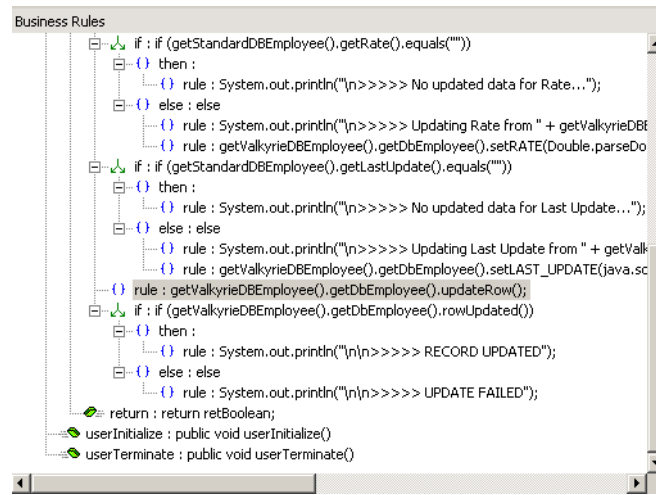 Business Rules
if : if (getStandardDBEmployee().getRate().equals(""))
{} then :
{} rule : System.out.println("\n>>>>> No updated data for Rate...");
{} else : else
{} rule : System.out.println("\n>>>>> Updating Rate from " + getValkyrieDBE
{} rule : getValkyrieDBEmployee().getDbEmployee().setRATE(Double.parseDo
if : if (getStandardDBEmployee().getLastUpdate().equals(""))
{} then :
{} rule : System.out.println("\n>>>>> No updated data for Last Update...");
{} else : else
{} rule : System.out.println("\n>>>>> Updating Last Update from " + getValk
{} rule : getValkyrieDBEmployee().getDbEmployee().setLAST_UPDATE(java.sc
{} rule : getValkyrieDBEmployee().getDbEmployee().updateRow();
if : if (getValkyrieDBEmployee().getDbEmployee().rowUpdated())
{} then :
{} rule : System.out.println("\n\n>>>>> RECORD UPDATED");
{} else : else
{} rule : System.out.println("\n\n>>>>> UPDATE FAILED");
return : return retBoolean;
userInitialize : public void userInitialize()
userTerminate : public void userTerminate()